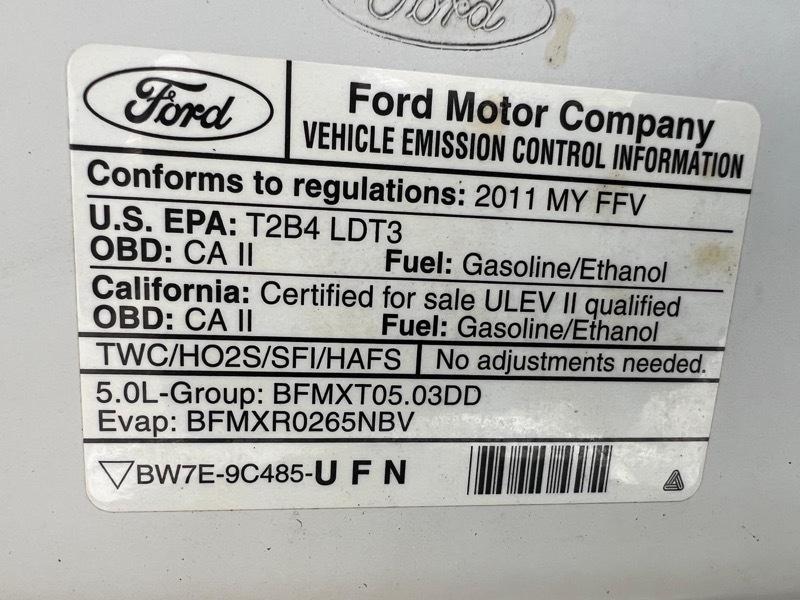 Ford
Ford
Ford Motor Company
VEHICLE EMISSION CONTROL INFORMATION
Conforms to regulations: 2011 MY FFV
U.S. EPA: T2B4 LDT3
OBD: CA II Fuel: Gasoline/Ethanol
California: Certified for sale ULEV II qualified
OBD: CA II Fuel: Gasoline/Ethanol
TWC/HO2S/SFI/HAFS No adjustments needed.
5.0L-Group: BFMXT05.03DD
Evap: BFMXR0265NBV
BW7E-9C485-U F N